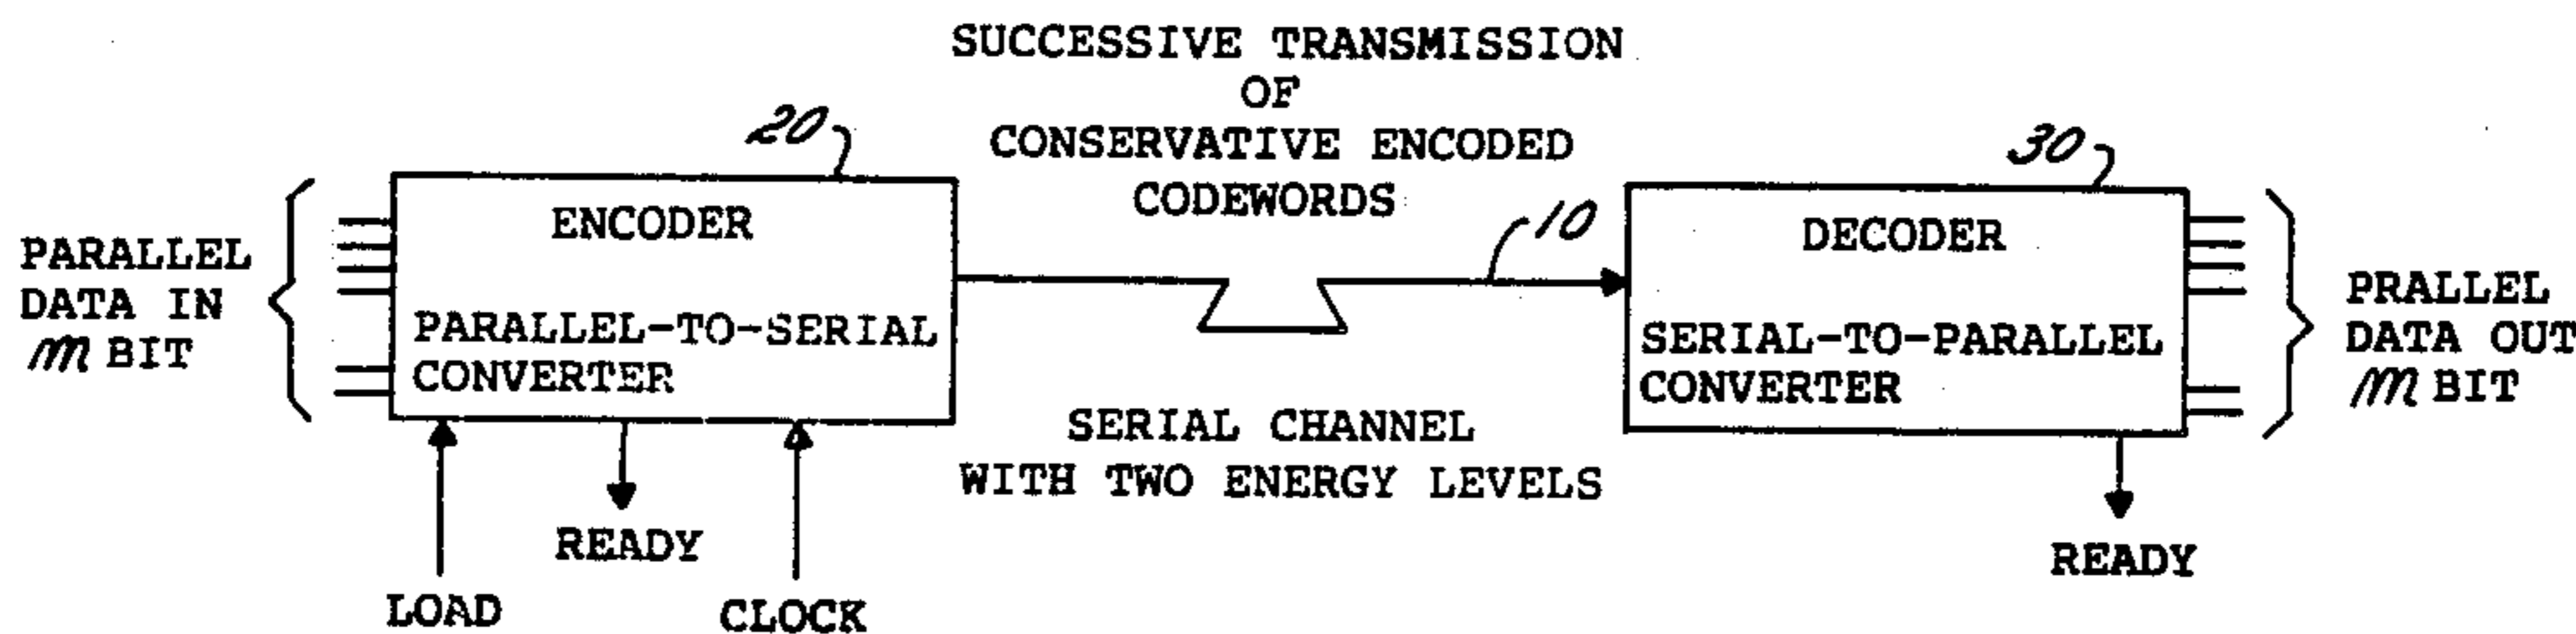 SUCCESSIVE TRANSMISSION
OF
CONSERVATIVE ENCODED
CODEWORDS
20
30
10
PARALLEL
DATA IN
m BIT
ENCODER
PARALLEL-TO-SERIAL
CONVERTER
DECODER
SERIAL-TO-PARALLEL
CONVERTER
PRALLEL
DATA OUT
m BIT
SERIAL CHANNEL
WITH TWO ENERGY LEVELS
LOAD
READY
CLOCK
READY